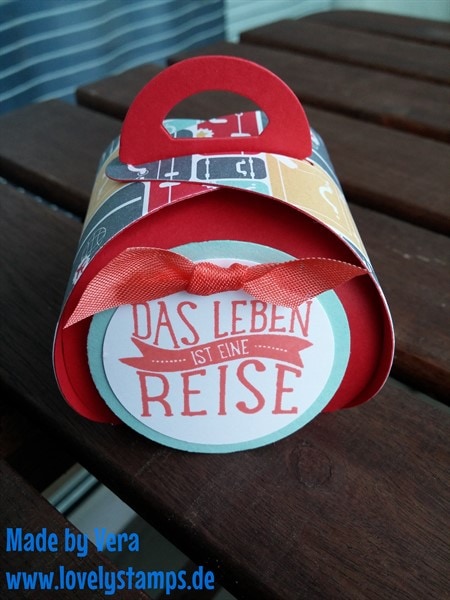 DAS LEBEN
IST EINE
REISE
Made by Vera
www.lovelystamps.de